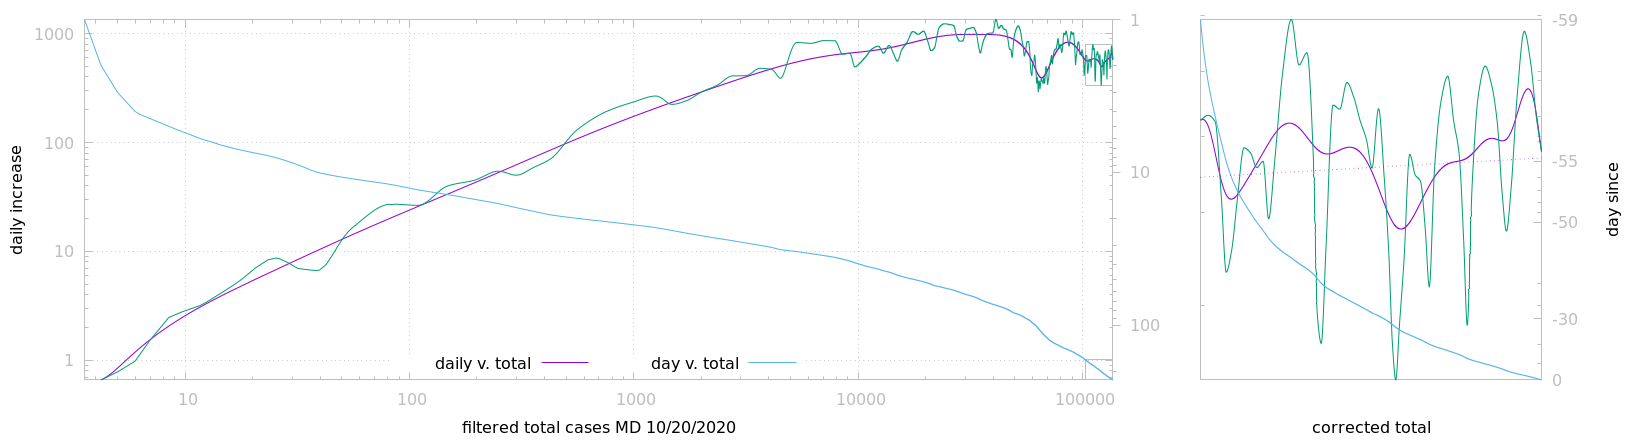 1000
100
10
1
daily increase
daily v. total
day v. total
10
100
1000
10000
100000
filtered total cases MD 10/20/2020
1
10
100
-59
-55
-50
-30
0
day since
corrected total